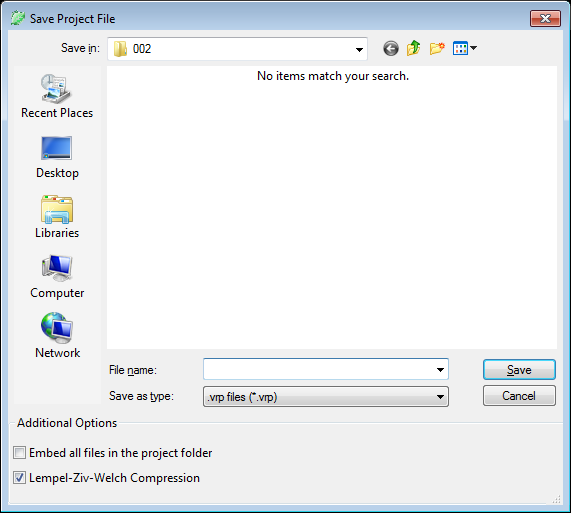 Save Project File
Save in: 002
No items match your search.
Recent Places
Desktop
Libraries
Computer
Network
File name:
Save
Save as type: .vrp files (*.vrp)
Cancel
Additional Options
Embed all files in the project folder
Lempel-Ziv-Welch Compression